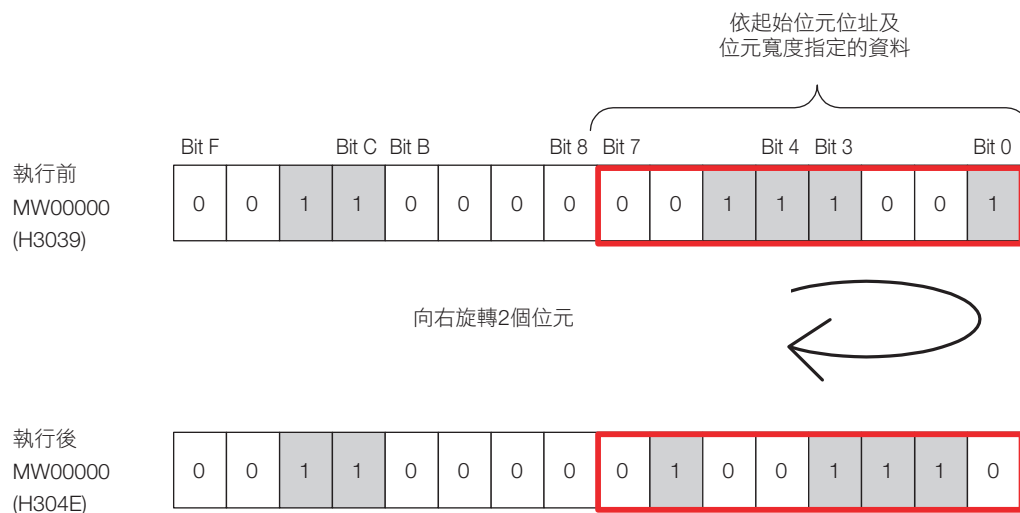 依起始位元位址及
位元寬度指定的資料
Bit F Bit C Bit B Bit 8 Bit 7 Bit 4 Bit 3 Bit 0
執行前
MW00000
(H3039)
0 0 1 1 0 0 0 0 0 0 1 1 1 0 0 1
向右旋轉2個位元
執行後
MW00000
(H304E)
0 0 1 1 0 0 0 0 0 1 0 0 1 1 1 0